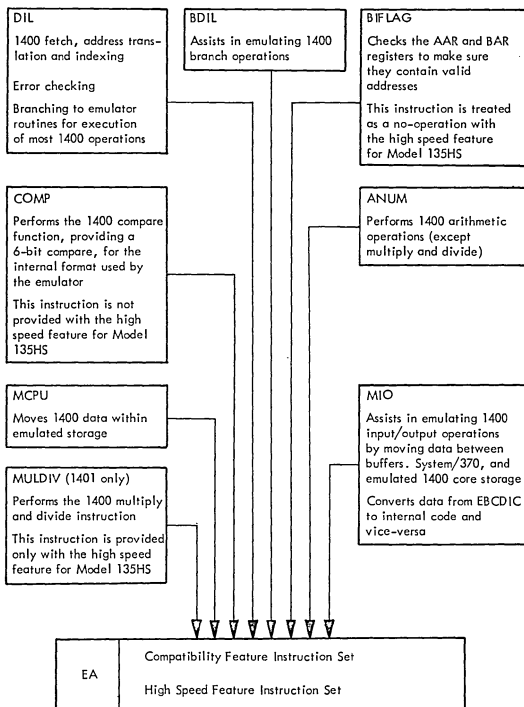 DIL
1400 fetch, address trans-
lation and indexing
Error checking
Branching to emulator
routines for execution
of most 1400 operations
BDIL
Assists in emulating 1400
branch operations
BIFLAG
Checks the AAR and BAR
registers to make sure
they contain valid
addresses
This instruction is treated
as a no-operation with
the high speed feature
for Model 135HS
COMP
Performs the 1400 compare
function, providing a
6-bit compare, for the
internal format used by
the emulator
This instruction is not
provided with the high
speed feature for Model
135HS
ANUM
Performs 1400 arithmetic
operations (except
multiply and divide)
MCPU
Moves 1400 data within
emulated storage
MIO
Assists in emulating 1400
input/output operations
by moving data between
buffers. System/370, and
emulated 1400 core storage
Converts data from EBCDIC
to internal code and
vice-versa
MULDIV (1401 only)
Performs the 1400 multiply
and divide instruction
This instruction is provided
only with the high speed
feature for Model 135HS
EA
Compatibility Feature Instruction Set
High Speed Feature Instruction Set